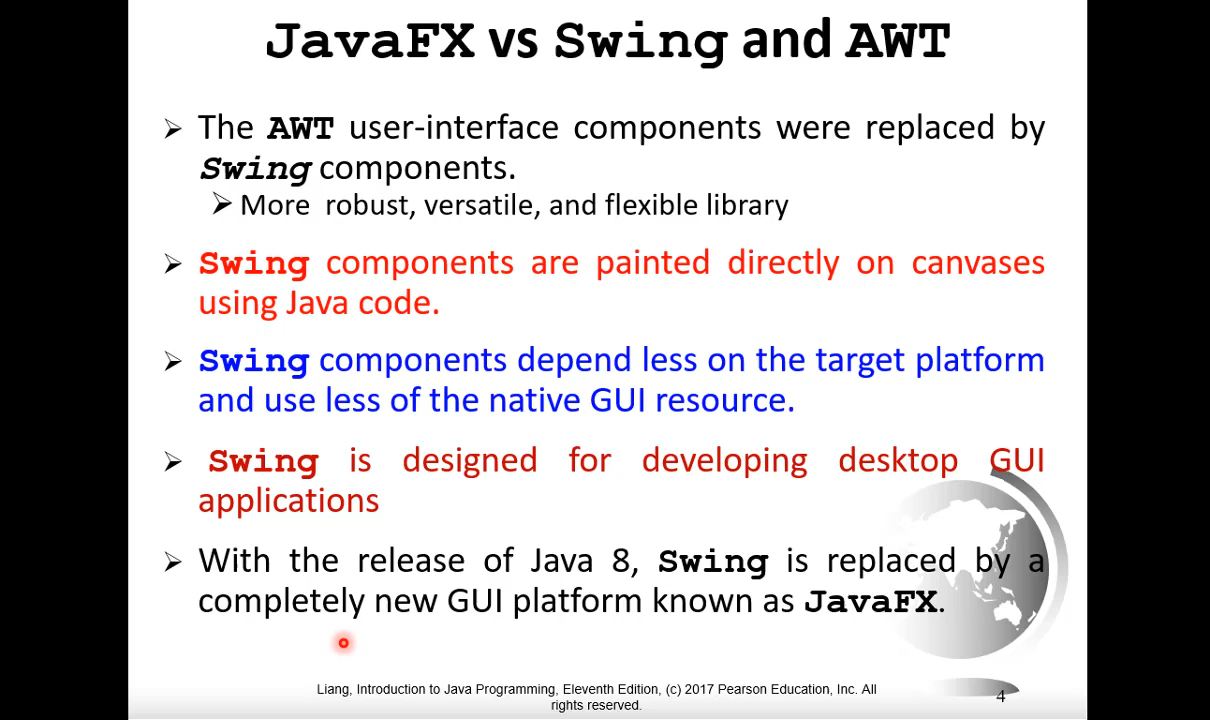 JavaFX vs Swing and AWT
➢ The AWT user-interface components were replaced by
Swing components.
➢ More robust, versatile, and flexible library
➢ Swing components are painted directly on canvases
using Java code.
➢ Swing components depend less on the target platform
and use less of the native GUI resource.
➢ Swing is designed for developing desktop GUI
applications
➢ With the release of Java 8, Swing is replaced by a
completely new GUI platform known as JavaFX.
Liang, Introduction to Java Programming, Eleventh Edition, (c) 2017 Pearson Education, Inc. All
rights reserved.
4